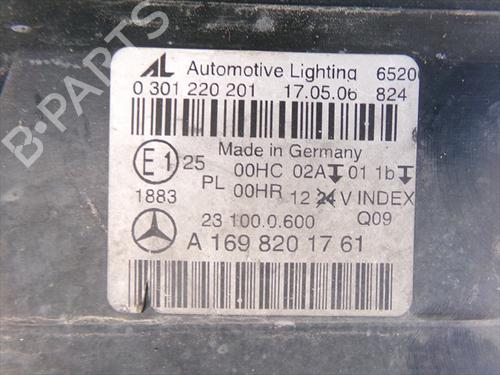 B-PARTS
AL Automotive Lighting 6520
0 301 220 201 17.05.06 824
Made in Germany
E1 25 00HC 02A 01 1b
1883 PL 00HR 12 24 V INDEX
23 100.0.600 Q09
A 169 820 17 61